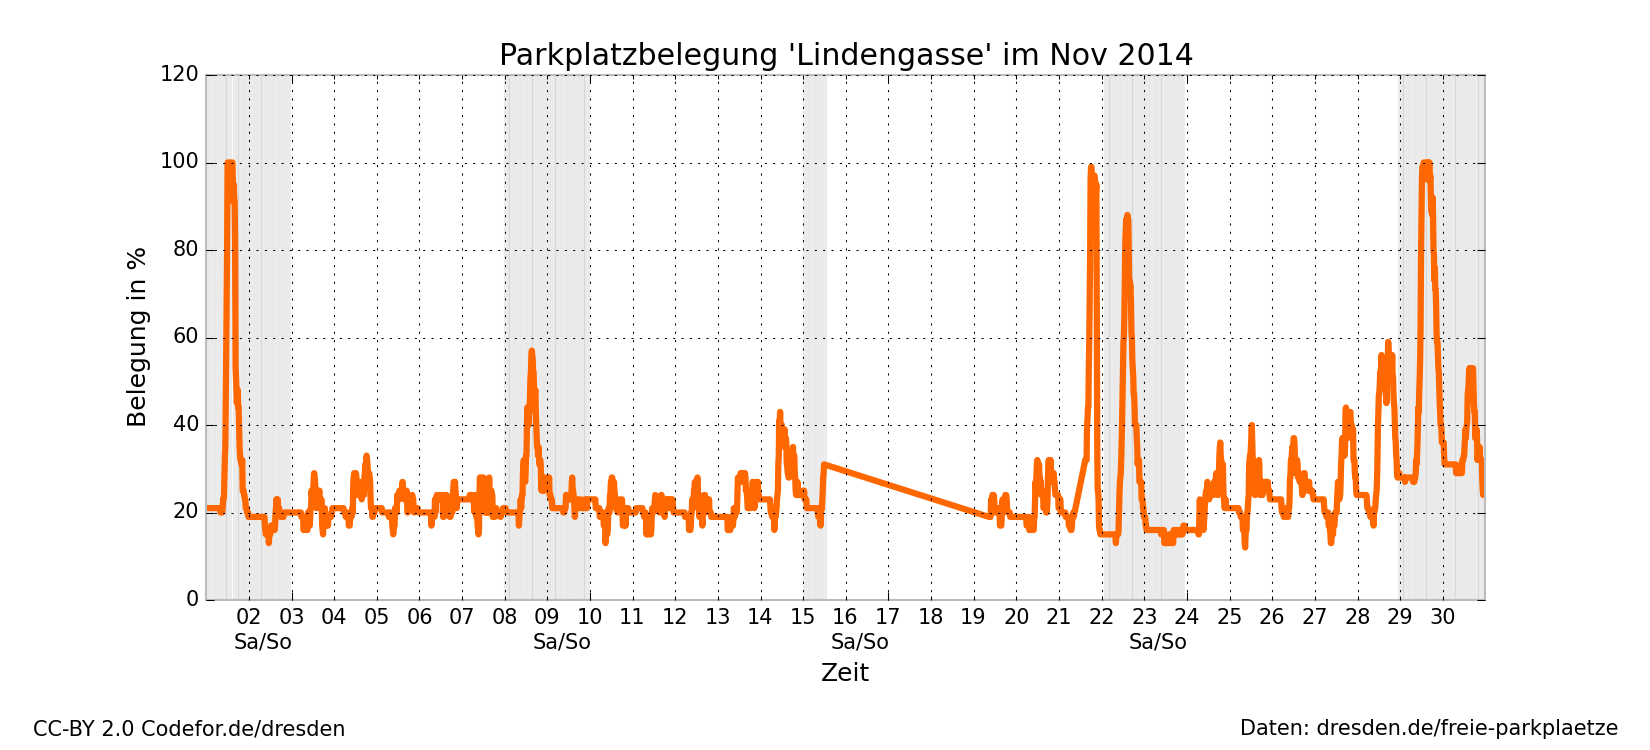 Parkplatzbelegung 'Lindengasse' im Nov 2014
120
100
80
60
40
20
0
Belegung in %
02 03 04 05 06 07 08 09 10 11 12 13 14 15 16 17 18 19 20 21 22 23 24 25 26 27 28 29 30
Sa/So Sa/So Sa/So Sa/So
Zeit
CC-BY 2.0 Codefor.de/dresden
Daten: dresden.de/freie-parkplaetze